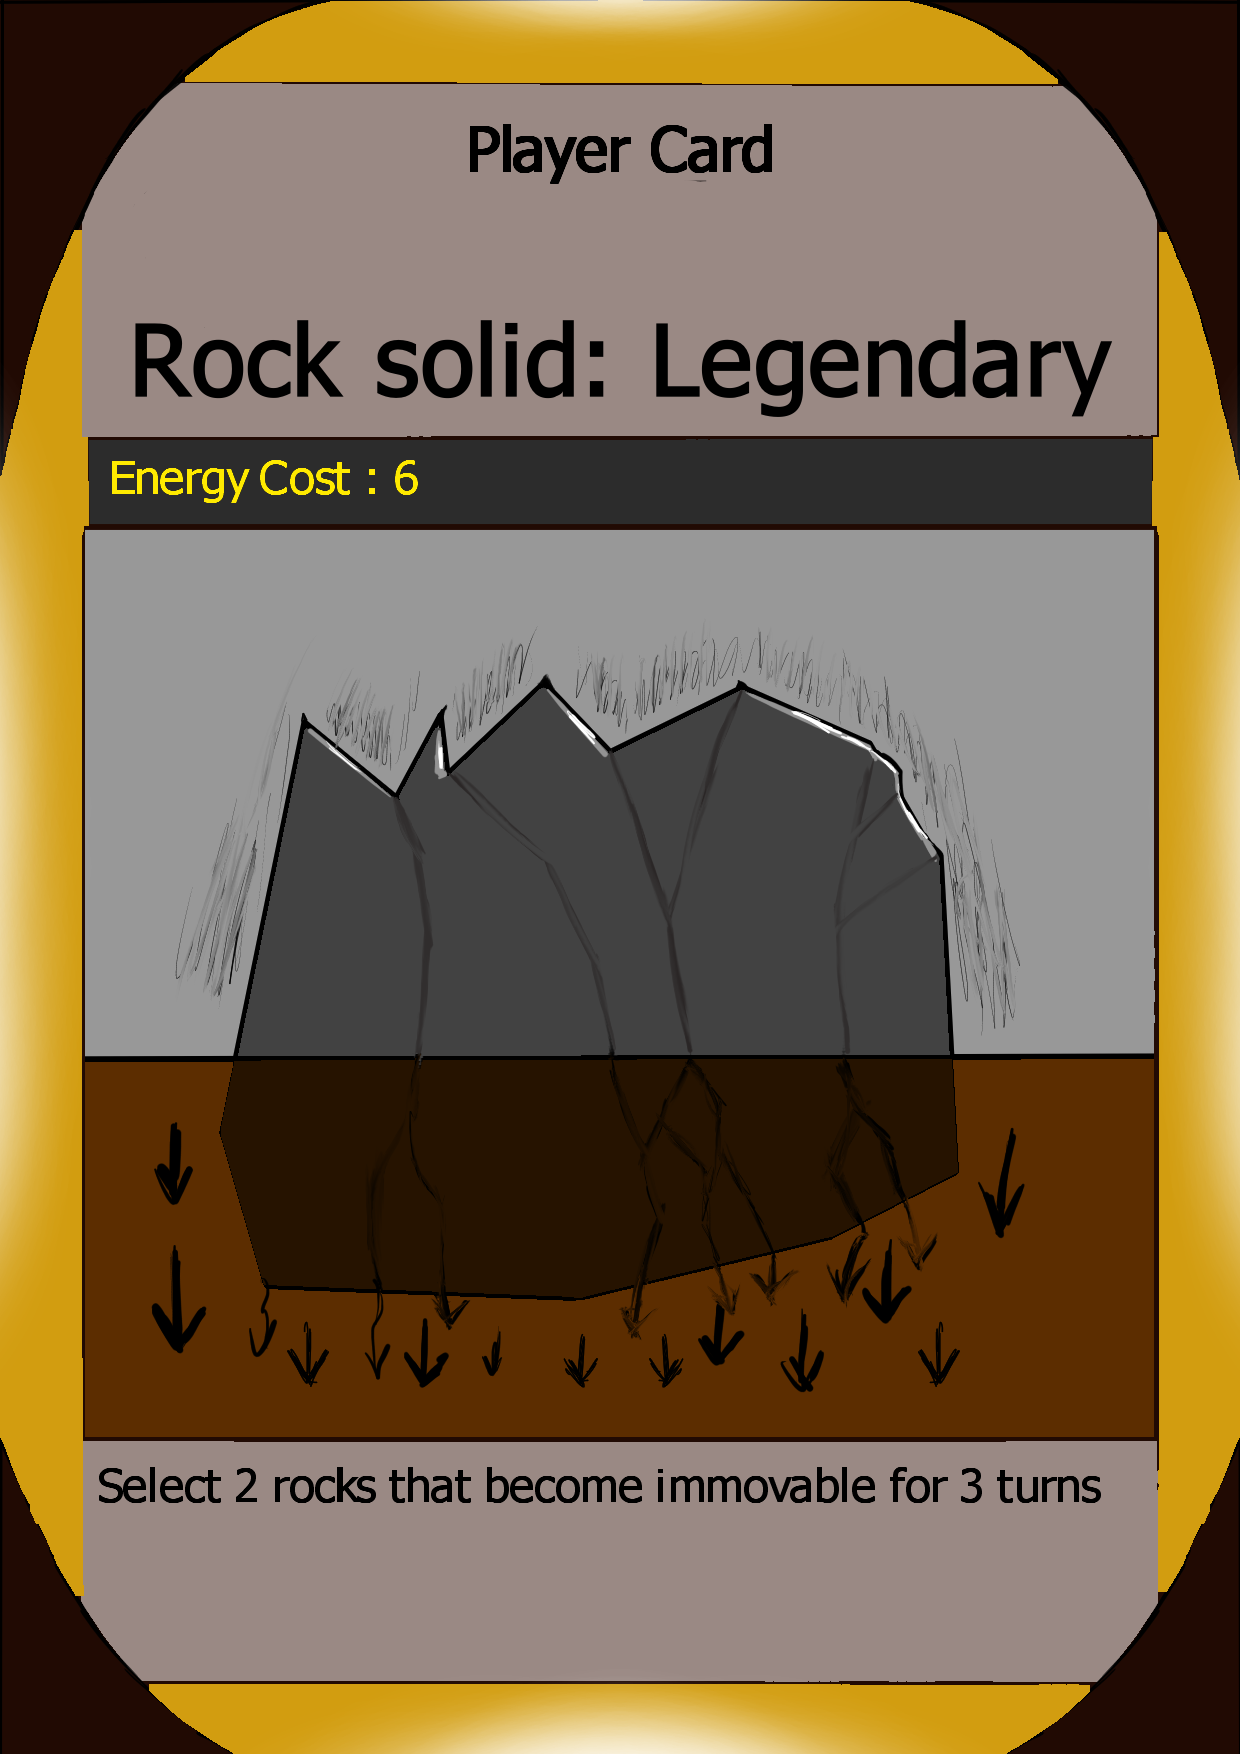 Player Card
Rock solid: Legendary
Energy Cost : 6
Select 2 rocks that become immovable for 3 turns